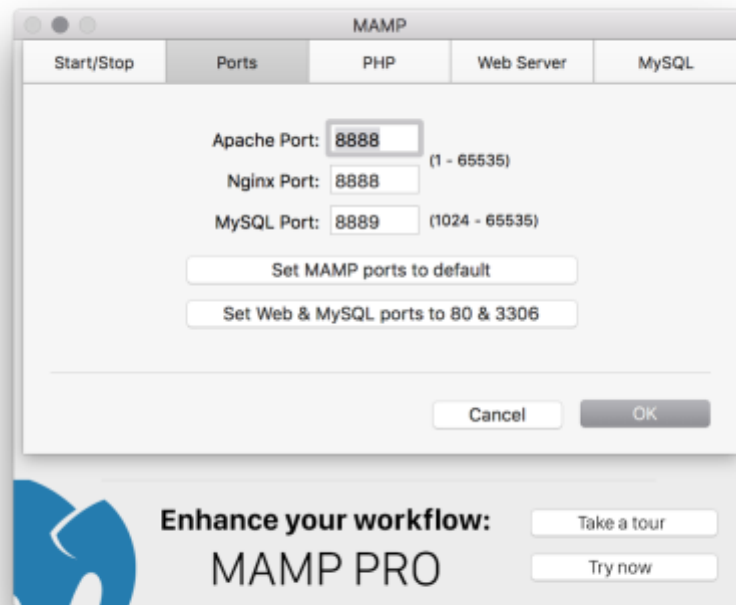 MAMP
Start/Stop Ports PHP Web Server MySQL
Apache Port: 8888
(1 - 65535)
Nginx Port: 8888
MySQL Port: 8889 (1024 - 65535)
Set MAMP ports to default
Set Web & MySQL ports to 80 & 3306
Cancel OK
Enhance your workflow: Take a tour
MAMP PRO Try now